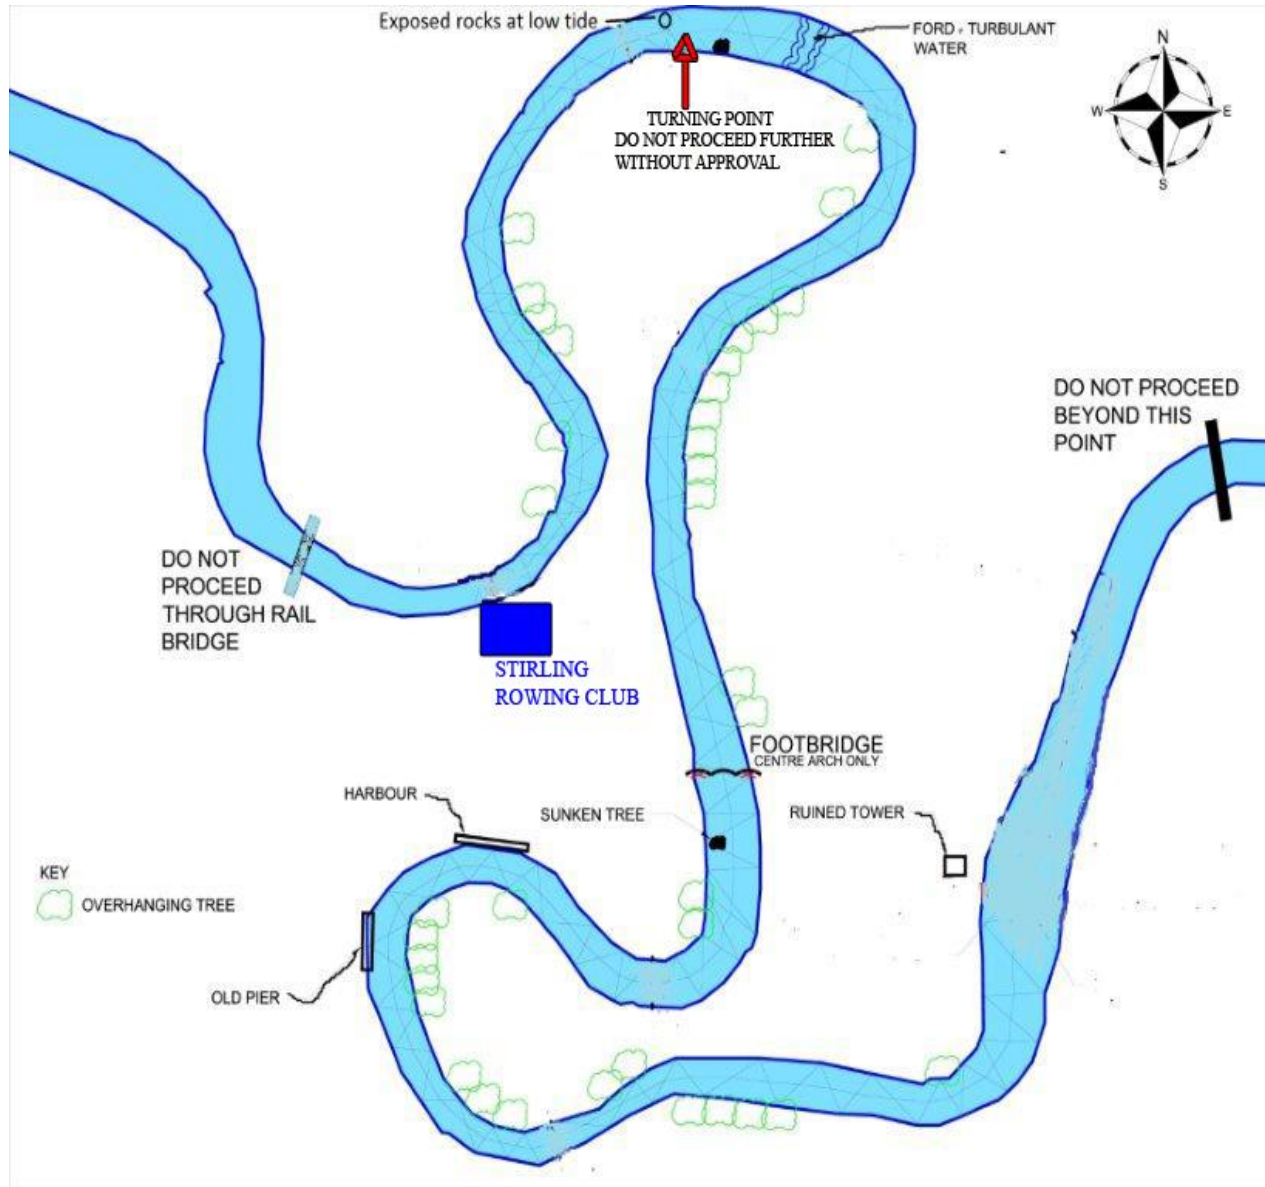 Exposed rocks at low tide
FORD - TURBULANT
WATER
N
W
E
S
TURNING POINT
DO NOT PROCEED FURTHER
WITHOUT APPROVAL
DO NOT PROCEED
BEYOND THIS
POINT
DO NOT
PROCEED
THROUGH RAIL
BRIDGE
STIRLING
ROWING CLUB
FOOTBRIDGE
CENTRE ARCH ONLY
HARBOUR
SUNKEN TREE
RUINED TOWER
KEY
OVERHANGING TREE
OLD PIER